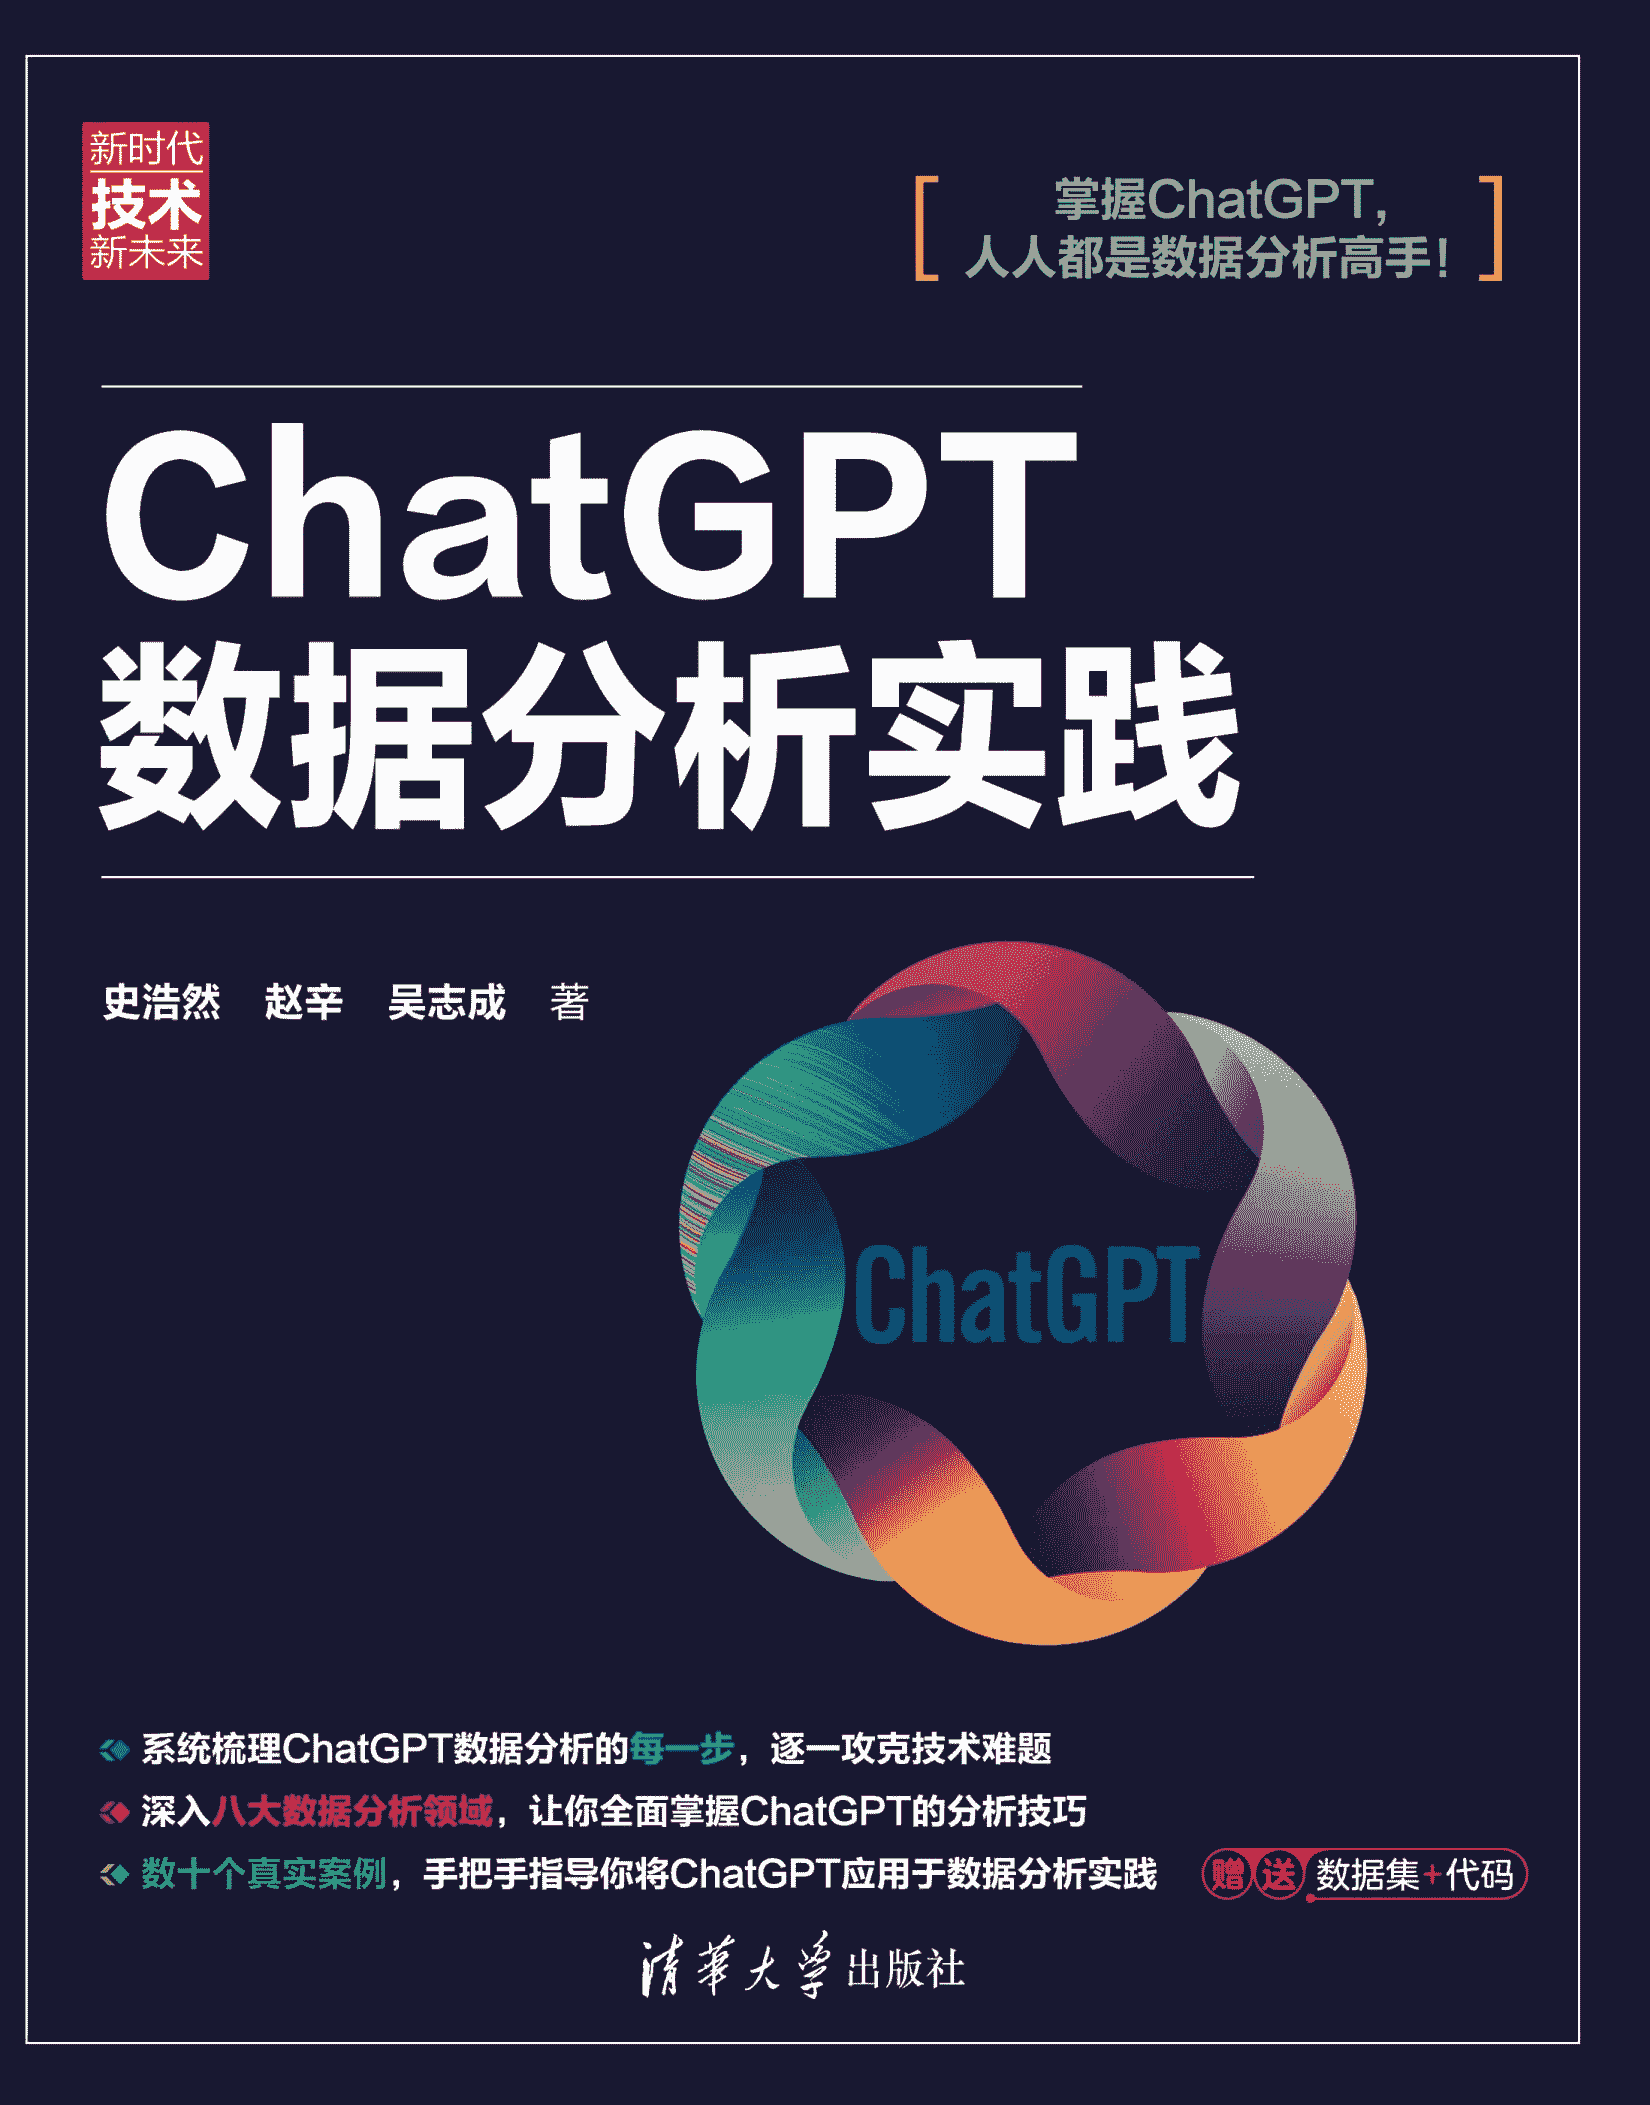 新时代
技术
新未来
掌握ChatGPT,
人人都是数据分析高手!
ChatGPT
数据分析实践
史浩然 赵辛 吴志成 著
ChatGPT
系统梳理ChatGPT数据分析的每一步，逐一攻克技术难题
深入八大数据分析领域，让你全面掌握ChatGPT的分析技巧
数十个真实案例，手把手指导你将ChatGPT应用于数据分析实践
赠送 数据集+代码
清華大学出版社